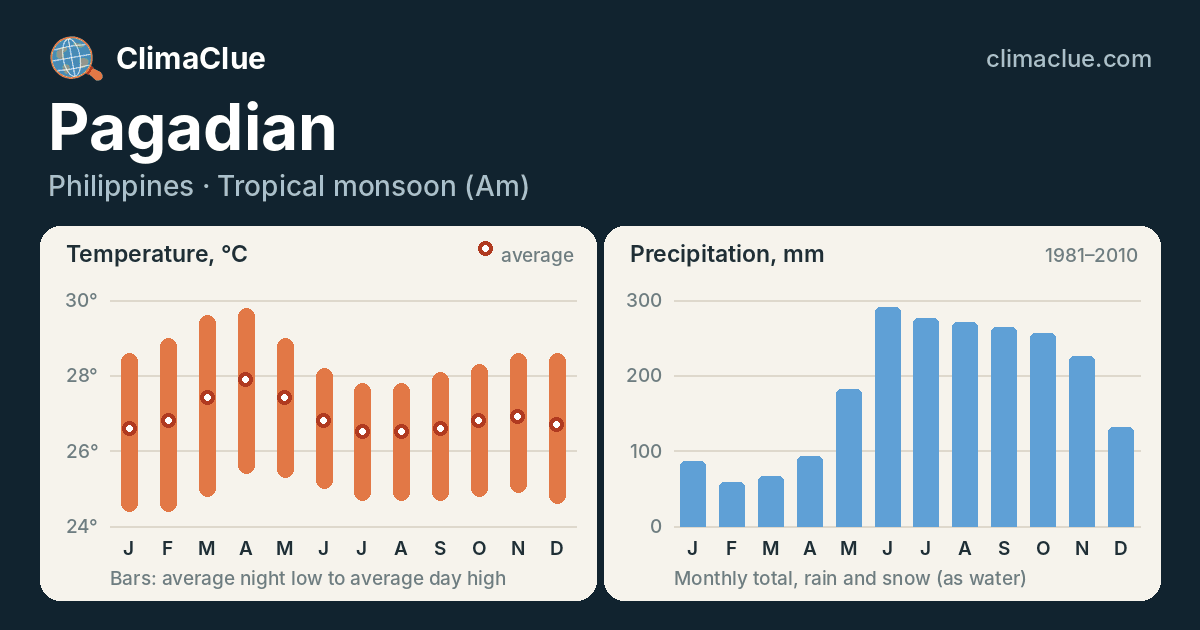 ClimaClue
climaclue.com
Pagadian
Philippines · Tropical monsoon (Am)
Temperature, °C
average
30°
28°
26°
24°
J F M A M J J A S O N D
Bars: average night low to average day high
Precipitation, mm
1981–2010
300
200
100
0
J F M A M J J A S O N D
Monthly total, rain and snow (as water)